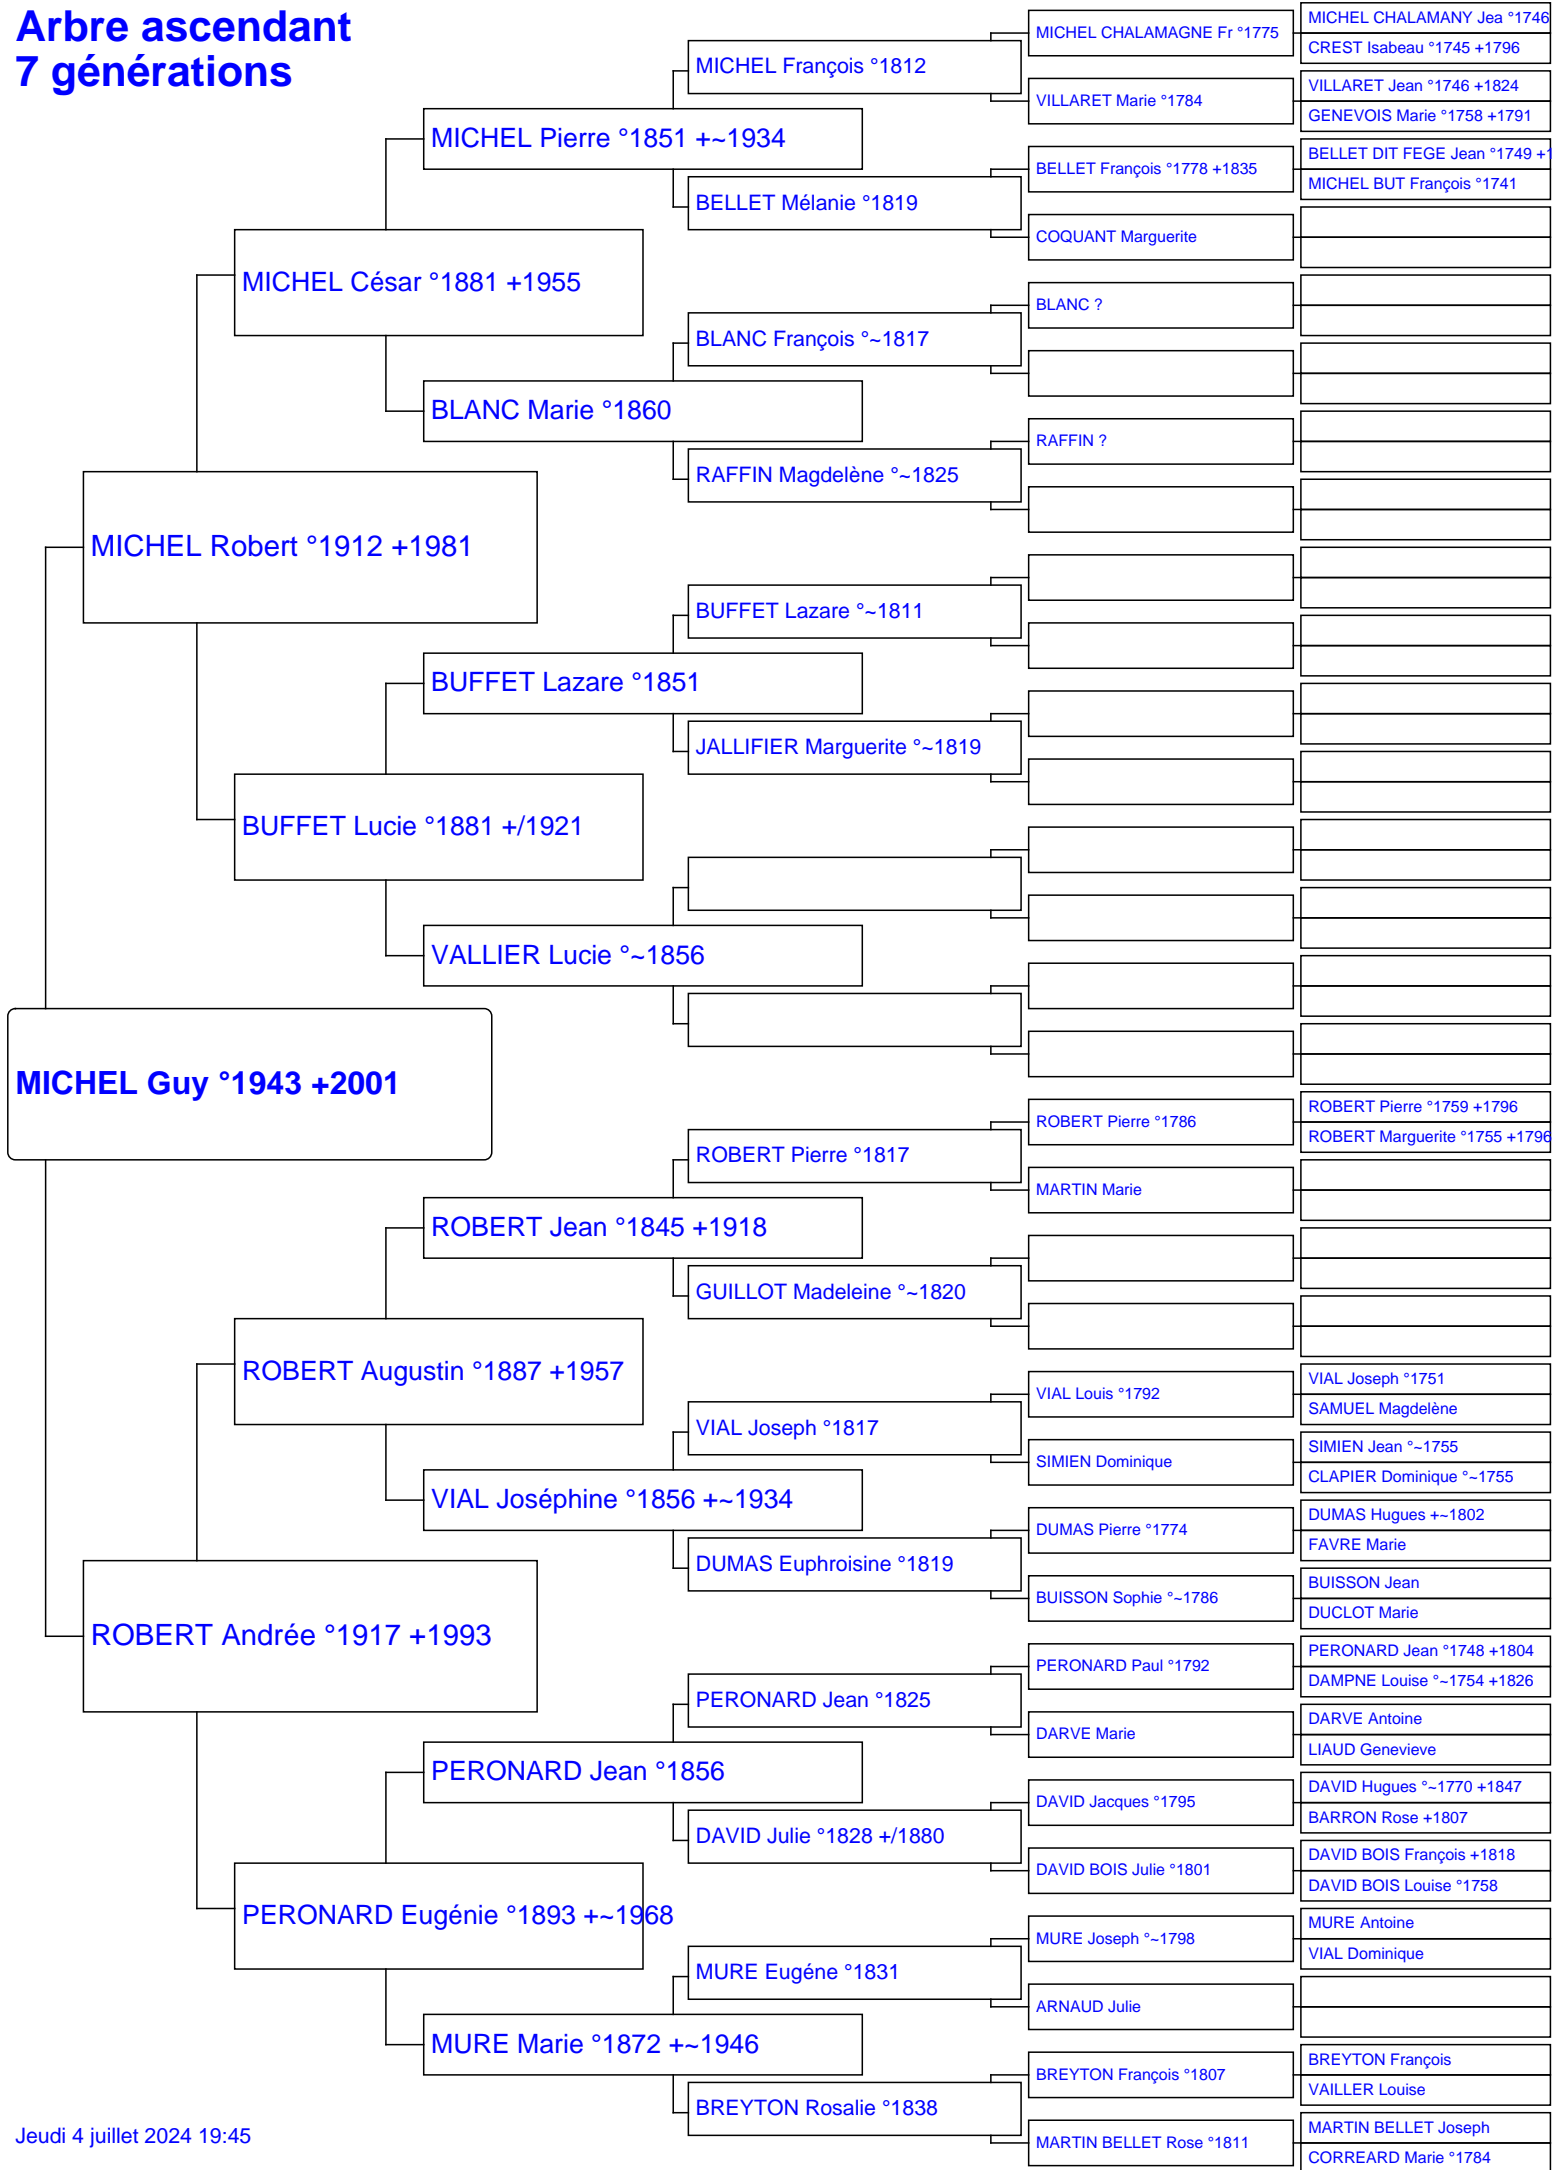 Arbre ascendant
7 générations
MICHEL Guy °1943 +2001
MICHEL Robert °1912 +1981
ROBERT Andrée °1917 +1993
MICHEL César °1881 +1955
BUFFET Lucie °1881 +/1921
ROBERT Augustin °1887 +1957
PERONARD Eugénie °1893 +~1968
MICHEL Pierre °1851 +~1934
BLANC Marie °1860
BUFFET Lazare °1851
VALLIER Lucie °~1856
ROBERT Jean °1845 +1918
VIAL Joséphine °1856 +~1934
PERONARD Jean °1856
MURE Marie °1872 +~1946
MICHEL François °1812
BELLET Mélanie °1819
BLANC François °~1817
RAFFIN Magdelène °~1825
BUFFET Lazare °~1811
JALLIFIER Marguerite °~1819
ROBERT Pierre °1817
GUILLOT Madeleine °~1820
VIAL Joseph °1817
DUMAS Euphroisine °1819
PERONARD Jean °1825
DAVID Julie °1828 +/1880
MURE Eugéne °1831
BREYTON Rosalie °1838
MICHEL CHALAMAGNE Fr °1775
VILLARET Marie °1784
BELLET François °1778 +1835
COQUANT Marguerite
BLANC ?
RAFFIN ?
ROBERT Pierre °1786
MARTIN Marie
VIAL Louis °1792
SIMIEN Dominique
DUMAS Pierre °1774
BUISSON Sophie °~1786
PERONARD Paul °1792
DARVE Marie
DAVID Jacques °1795
DAVID BOIS Julie °1801
MURE Joseph °~1798
ARNAUD Julie
BREYTON François °1807
MARTIN BELLET Rose °1811
MICHEL CHALAMANY Jea °1746
CREST Isabeau °1745 +1796
VILLARET Jean °1746 +1824
GENEVOIS Marie °1758 +1791
BELLET DIT FEGE Jean °1749 +1
MICHEL BUT François °1741
ROBERT Pierre °1759 +1796
ROBERT Marguerite °1755 +1796
VIAL Joseph °1751
SAMUEL Magdelène
SIMIEN Jean °~1755
CLAPIER Dominique °~1755
DUMAS Hugues +~1802
FAVRE Marie
BUISSON Jean
DUCLOT Marie
PERONARD Jean °1748 +1804
DAMPNE Louise °~1754 +1826
DARVE Antoine
LIAUD Genevieve
DAVID Hugues °~1770 +1847
BARRON Rose +1807
DAVID BOIS François +1818
DAVID BOIS Louise °1758
MURE Antoine
VIAL Dominique
BREYTON François
VAILLER Louise
MARTIN BELLET Joseph
CORREARD Marie °1784
Jeudi 4 juillet 2024 19:45